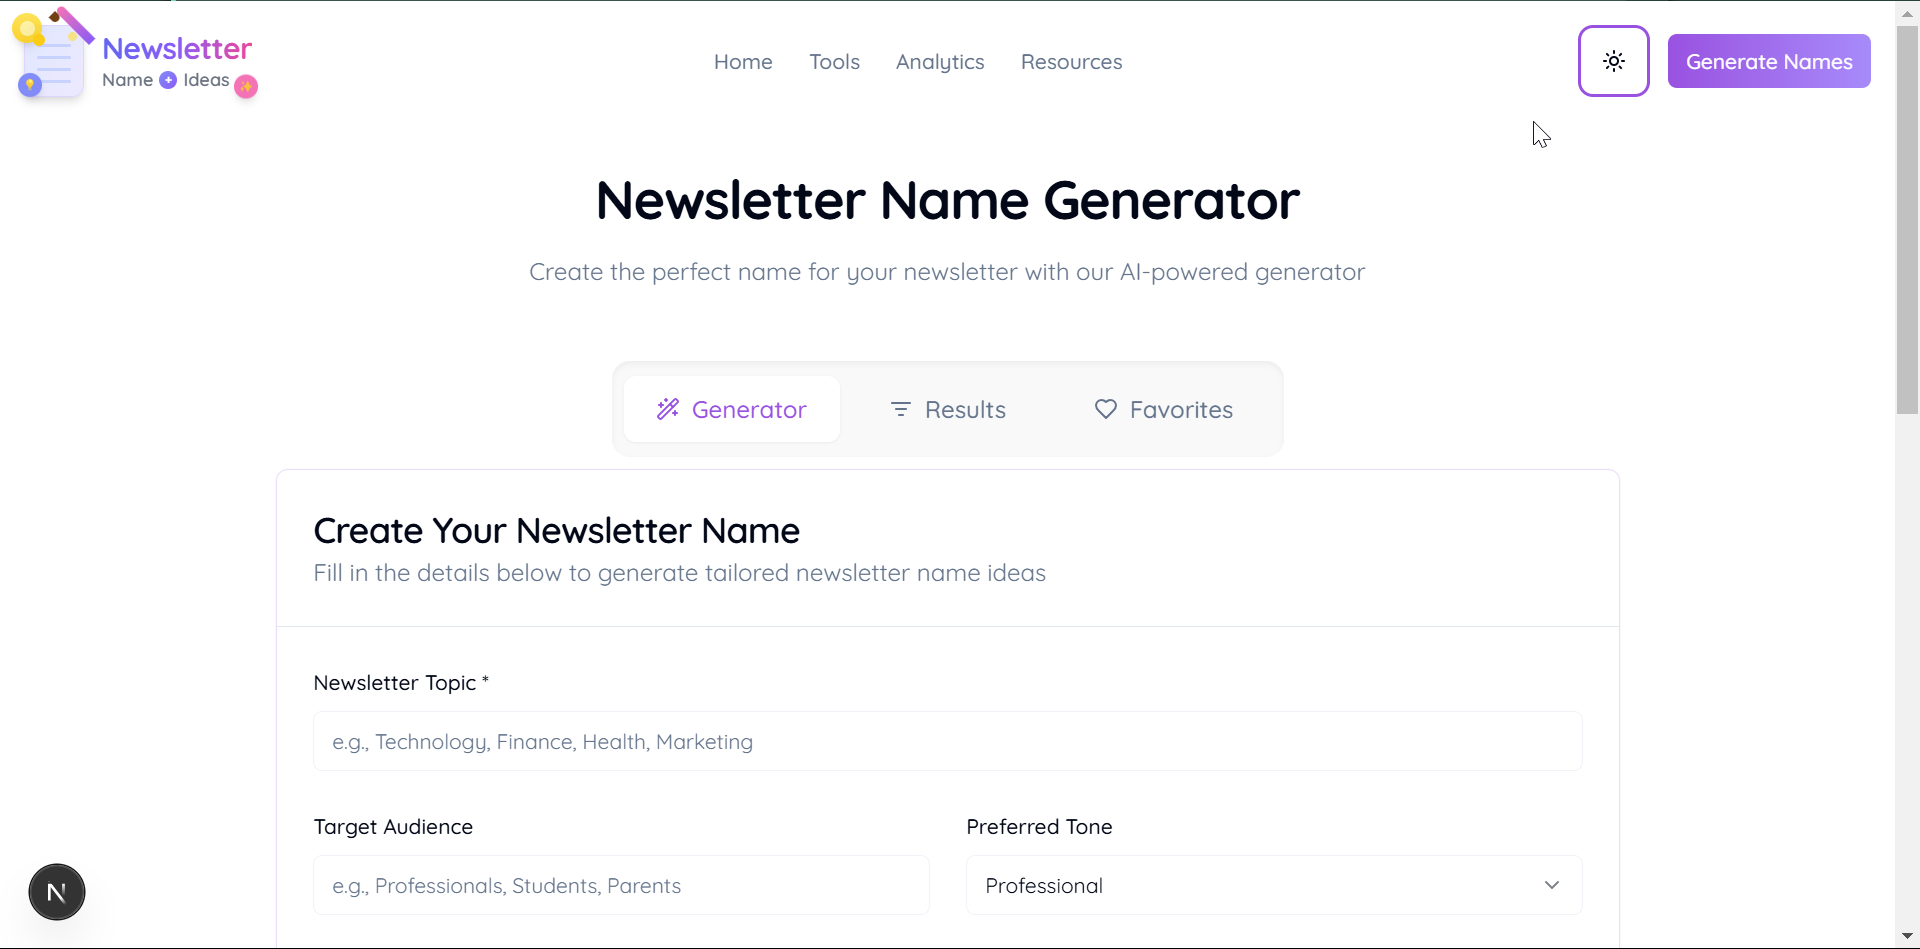 Newsletter
Name + Ideas
Home Tools Analytics Resources
Generate Names
Newsletter Name Generator
Create the perfect name for your newsletter with our AI-powered generator
Generator Results Favorites
Create Your Newsletter Name
Fill in the details below to generate tailored newsletter name ideas
Newsletter Topic *
e.g., Technology, Finance, Health, Marketing
Target Audience Preferred Tone
e.g., Professionals, Students, Parents Professional
N